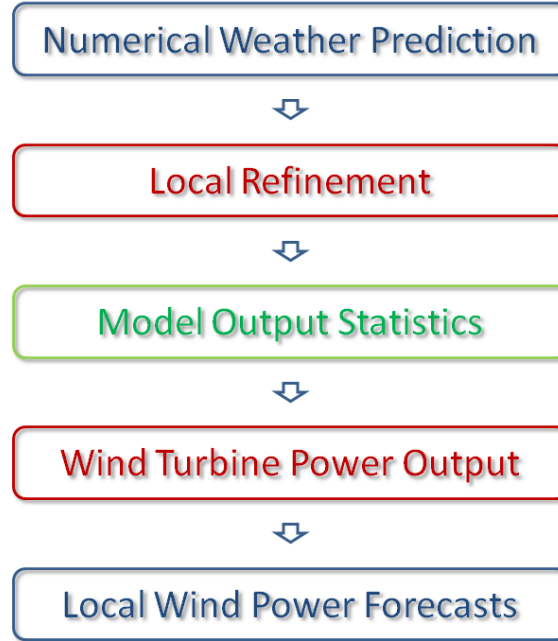 Numerical Weather Prediction
Local Refinement
Model Output Statistics
Wind Turbine Power Output
Local Wind Power Forecasts